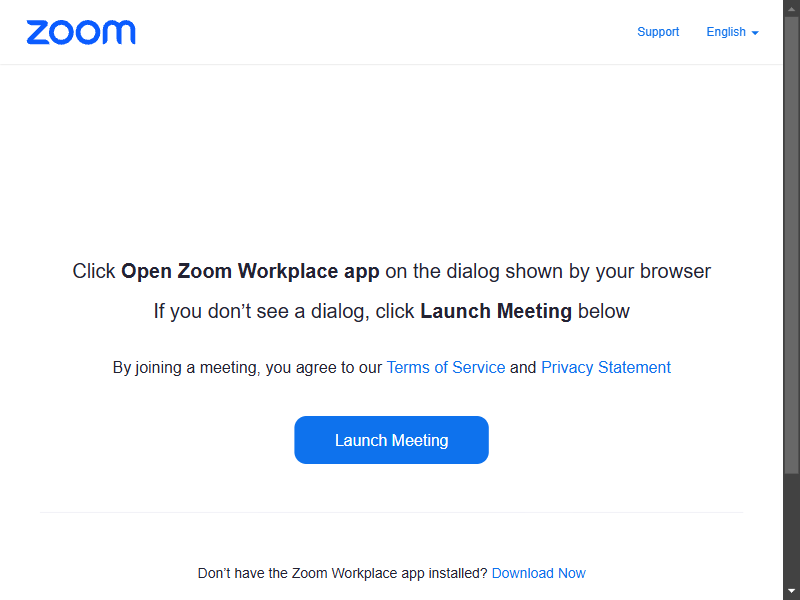 zoom
Support
English
Click Open Zoom Workplace app on the dialog shown by your browser
If you don’t see a dialog, click Launch Meeting below
By joining a meeting, you agree to our Terms of Service and Privacy Statement
Launch Meeting
Don’t have the Zoom Workplace app installed? Download Now